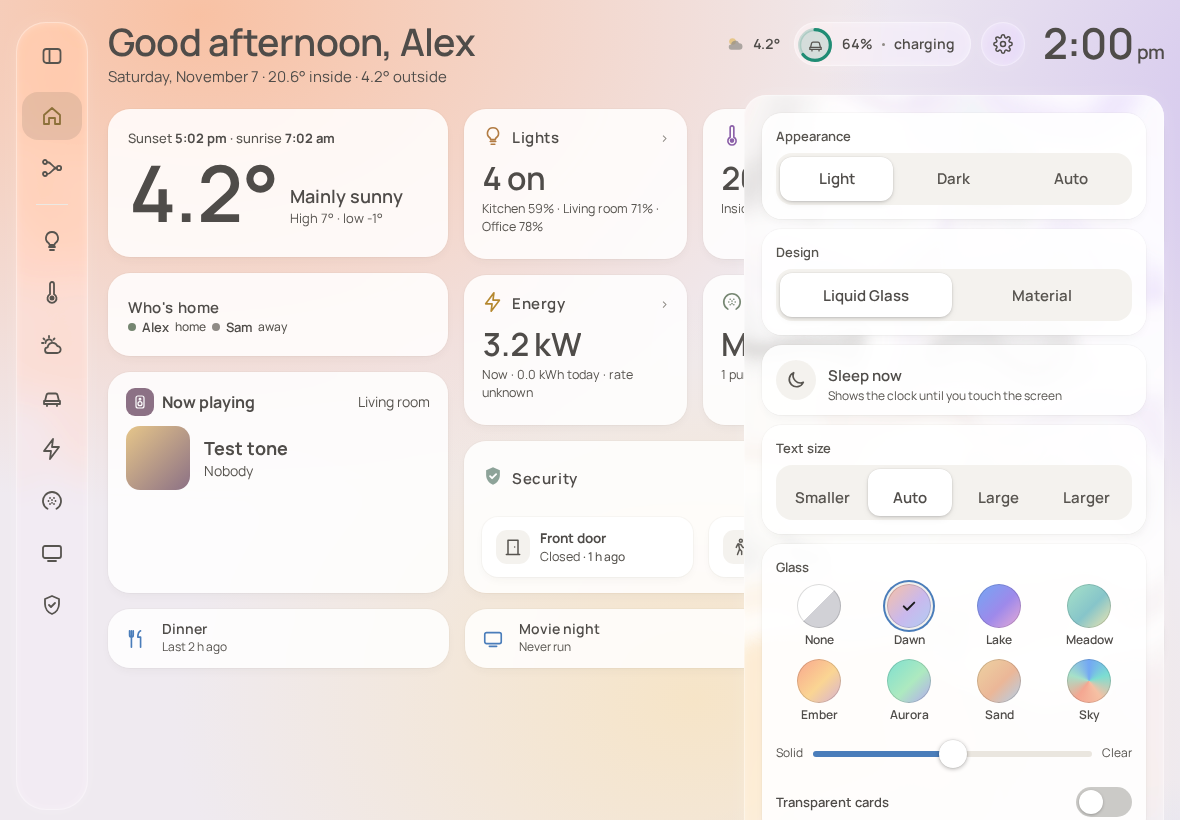 Good afternoon, Alex
Saturday, November 7 · 20.6° inside · 4.2° outside
4.2°
64% · charging
2:00 pm
Sunset 5:02 pm · sunrise 7:02 am
4.2°
Mainly sunny
High 7° · low -1°
Who's home
Alex home Sam away
Now playing
Living room
Test tone
Nobody
Lights
4 on
Kitchen 59% · Living room 71% ·
Office 78%
Energy
3.2 kW
Now · 0.0 kWh today · rate
unknown
Security
Front door
Closed · 1 h ago
Dinner
Last 2 h ago
Movie night
Never run
Appearance
Light Dark Auto
Design
Liquid Glass Material
Sleep now
Shows the clock until you touch the screen
Text size
Smaller Auto Large Larger
Glass
None Dawn Lake Meadow
Ember Aurora Sand Sky
Solid Clear
Transparent cards